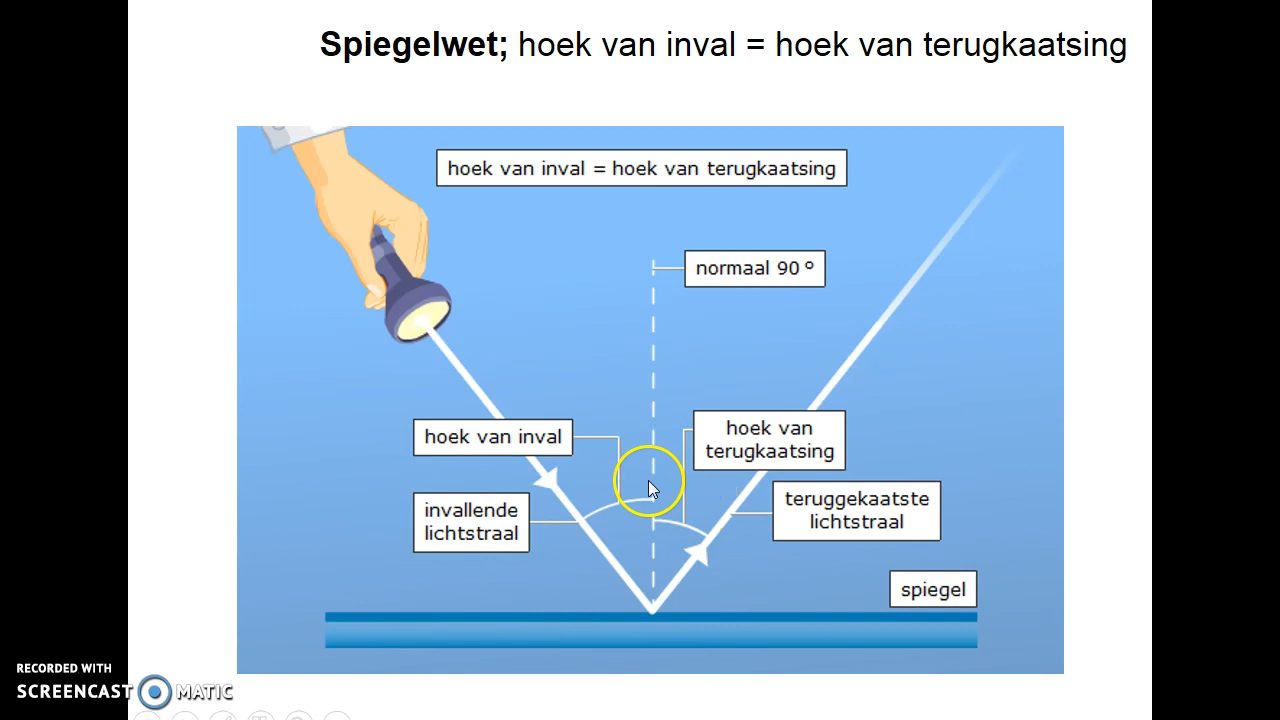 Spiegelwet; hoek van inval = hoek van terugkaatsing
hoek van inval = hoek van terugkaatsing
normaal 90 º
hoek van inval
hoek van
terugkaatsing
invallende
lichtstraal
teruggekaatste
lichtstraal
spiegel
RECORDED WITH
SCREENCAST MATIC